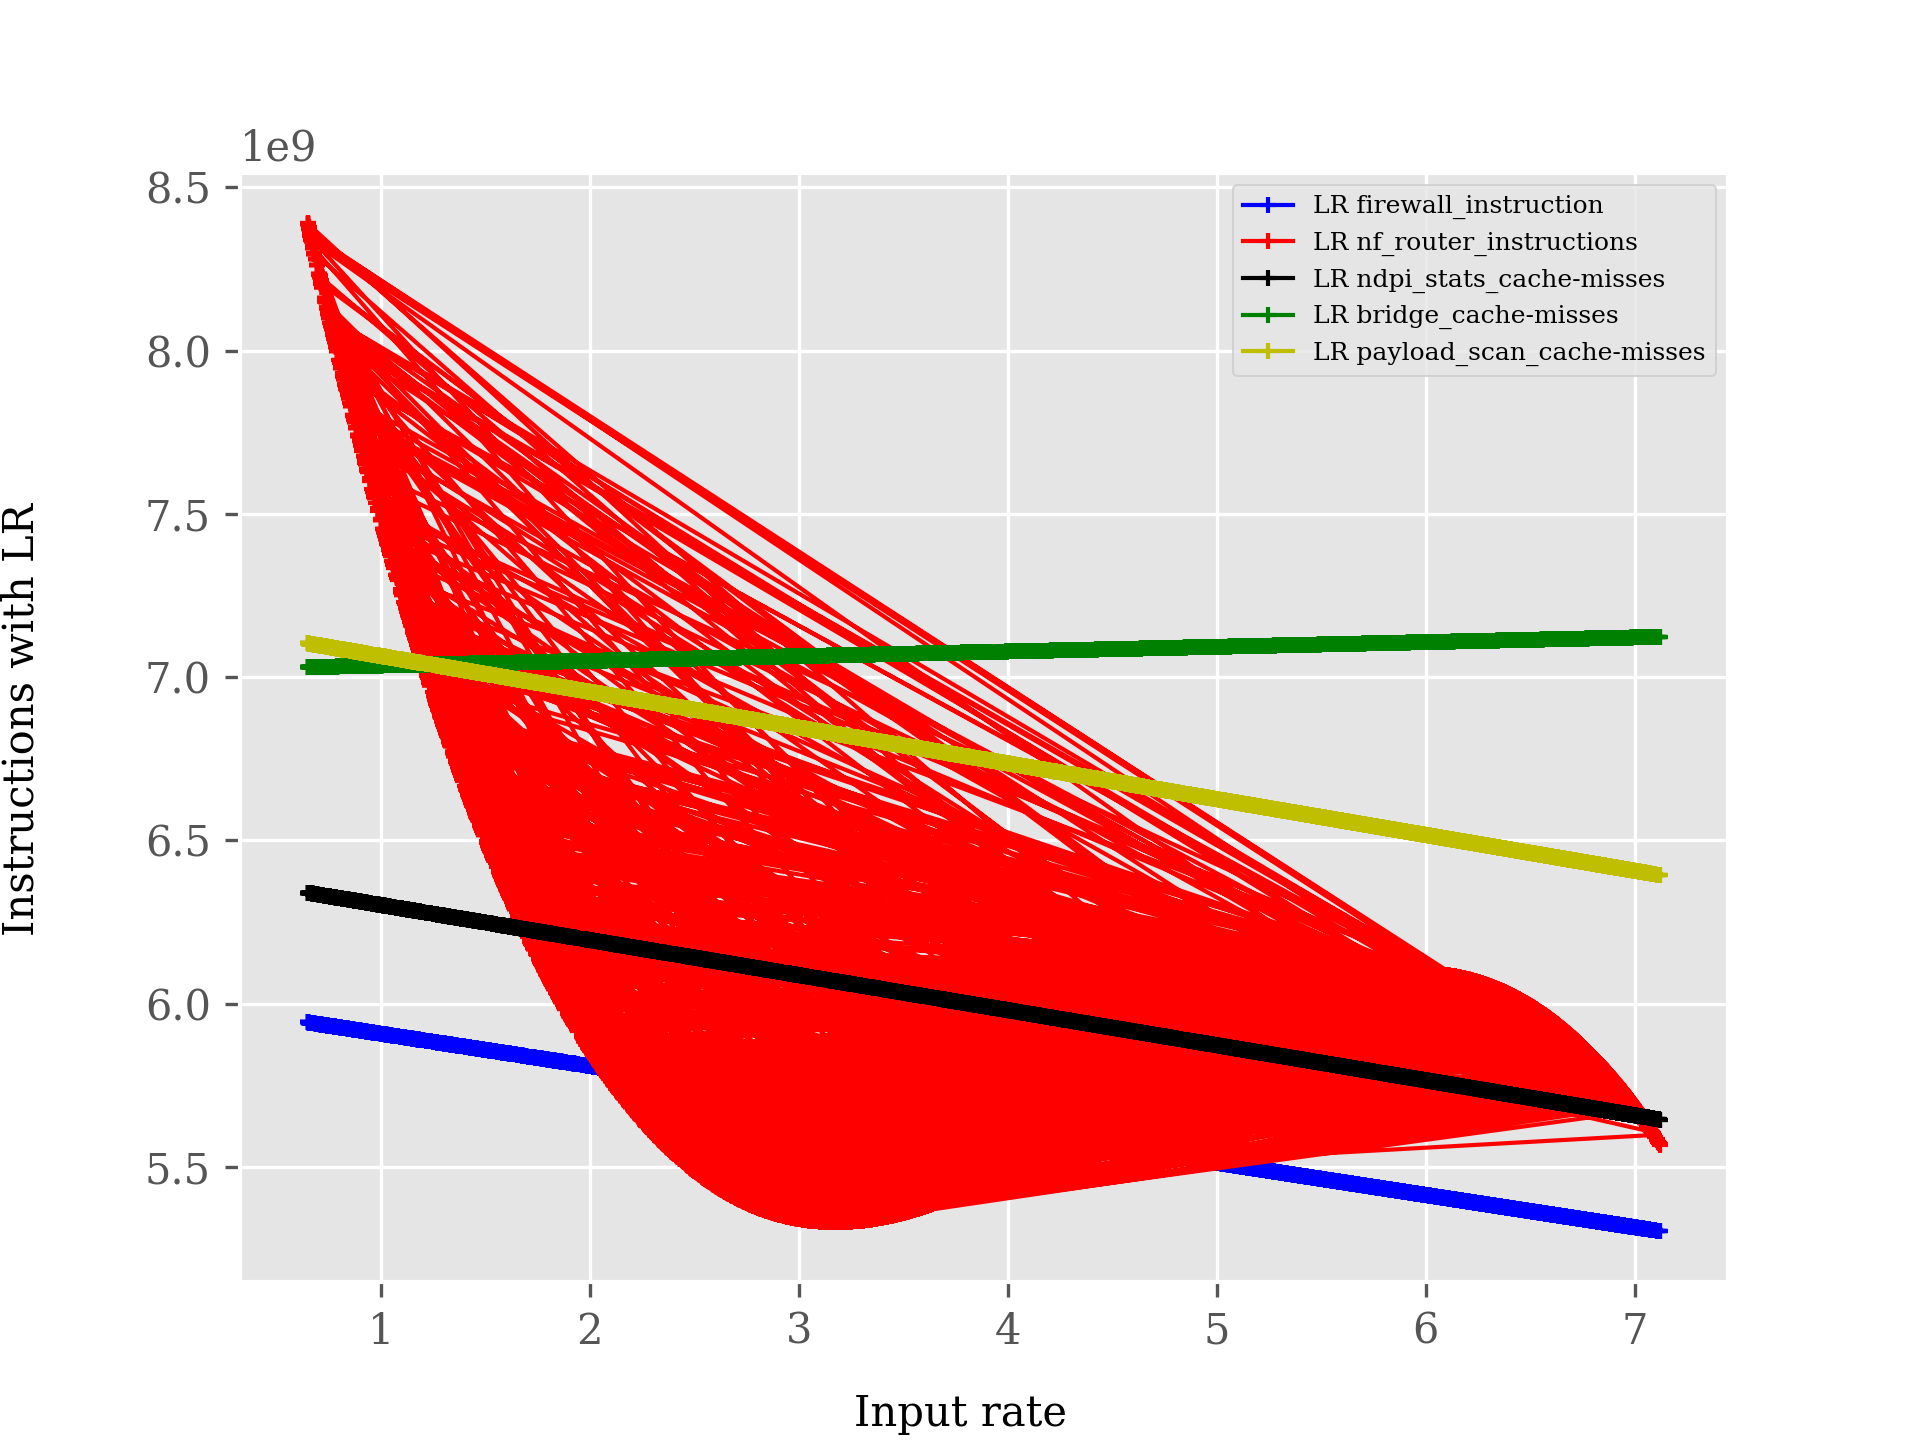 1e9
8.5
8.0
7.5
7.0
6.5
6.0
5.5
1 2 3 4 5 6 7
Instructions with LR
Input rate
LR firewall_instruction
LR nf_router_instructions
LR ndpi_stats_cache-misses
LR bridge_cache-misses
LR payload_scan_cache-misses